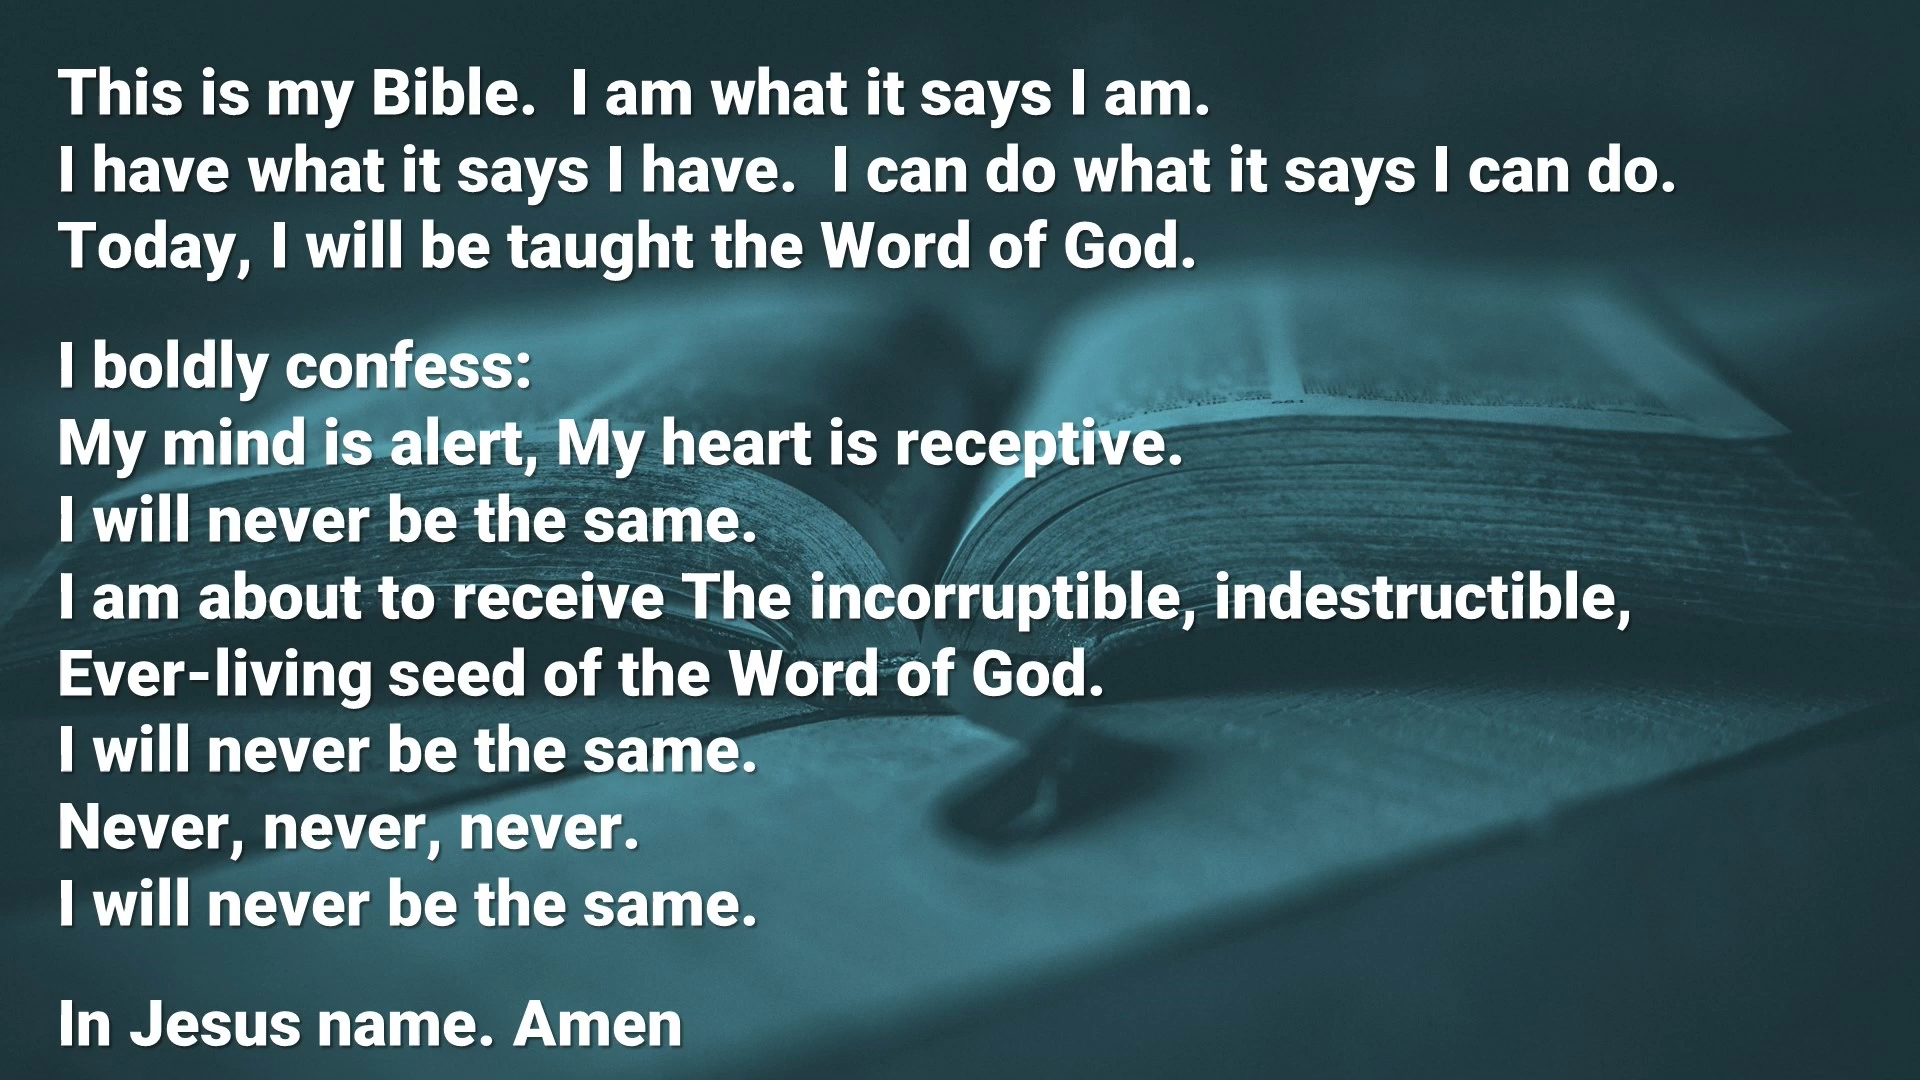 This is my Bible.  I am what it says I am.
I have what it says I have.  I can do what it says I can do.
Today, I will be taught the Word of God.
I boldly confess:
My mind is alert, My heart is receptive.
I will never be the same.
I am about to receive The incorruptible, indestructible,
Ever-living seed of the Word of God.
I will never be the same.
Never, never, never.
I will never be the same.
In Jesus name. Amen